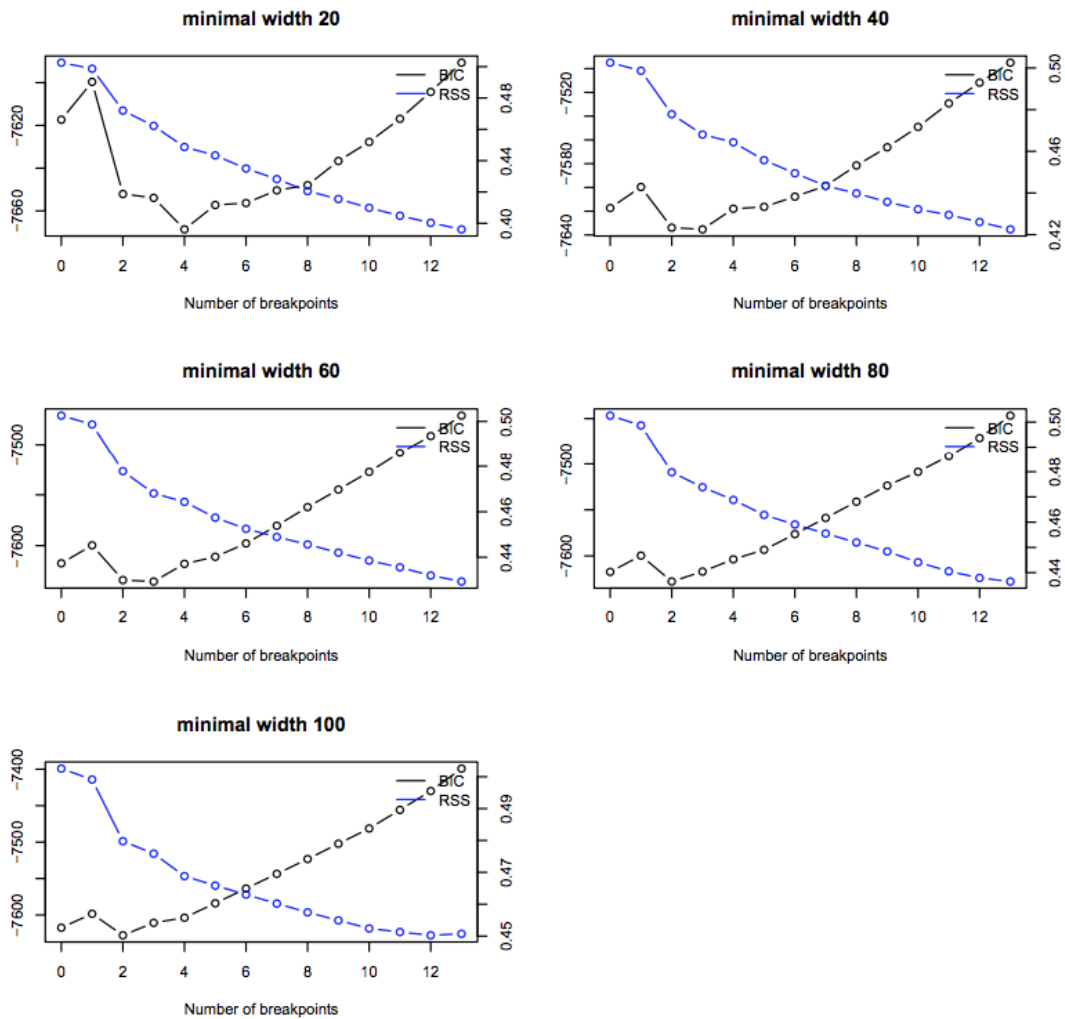 minimal width 20
BIC
RSS
−7620
−7660
0.48
0.44
0.40
0 2 4 6 8 10 12
Number of breakpoints
minimal width 40
BIC
RSS
−7520
−7580
−7640
0.50
0.46
0.42
0 2 4 6 8 10 12
Number of breakpoints
minimal width 60
BIC
RSS
−7500
−7600
0.50
0.48
0.46
0.44
0 2 4 6 8 10 12
Number of breakpoints
minimal width 80
BIC
RSS
−7500
−7600
0.50
0.48
0.46
0.44
0 2 4 6 8 10 12
Number of breakpoints
minimal width 100
BIC
RSS
−7400
−7500
−7600
0.49
0.47
0.45
0 2 4 6 8 10 12
Number of breakpoints